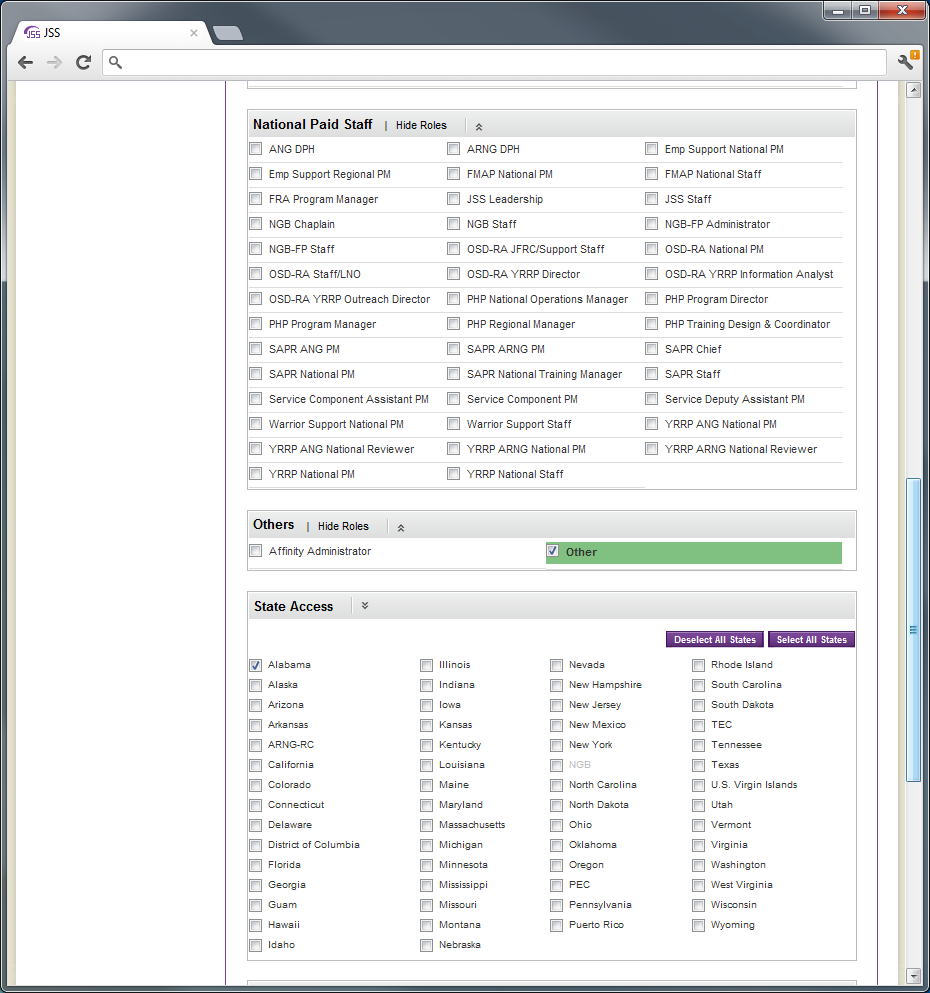 JSS JSS
National Paid Staff | Hide Roles
ANG DPH ARNG DPH Emp Support National PM
Emp Support Regional PM FMAP National PM FMAP National Staff
FRA Program Manager JSS Leadership JSS Staff
NGB Chaplain NGB Staff NGB-FP Administrator
NGB-FP Staff OSD-RA JFRC/Support Staff OSD-RA National PM
OSD-RA Staff/LNO OSD-RA YRRP Director OSD-RA YRRP Information Analyst
OSD-RA YRRP Outreach Director PHP National Operations Manager PHP Program Director
PHP Program Manager PHP Regional Manager PHP Training Design & Coordinator
SAPR ANG PM SAPR ARNG PM SAPR Chief
SAPR National PM SAPR National Training Manager SAPR Staff
Service Component Assistant PM Service Component PM Service Deputy Assistant PM
Warrior Support National PM Warrior Support Staff YRRP ANG National PM
YRRP ANG National Reviewer YRRP ARNG National PM YRRP ARNG National Reviewer
YRRP National PM YRRP National Staff
Others | Hide Roles
Affinity Administrator Other
State Access
Deselect All States Select All States
Alabama Illinois Nevada Rhode Island
Alaska Indiana New Hampshire South Carolina
Arizona Iowa New Jersey South Dakota
Arkansas Kansas New Mexico TEC
ARNG-RC Kentucky New York Tennessee
California Louisiana NGB Texas
Colorado Maine North Carolina U.S. Virgin Islands
Connecticut Maryland North Dakota Utah
Delaware Massachusetts Ohio Vermont
District of Columbia Michigan Oklahoma Virginia
Florida Minnesota Oregon Washington
Georgia Mississippi PEC West Virginia
Guam Missouri Pennsylvania Wisconsin
Hawaii Montana Puerto Rico Wyoming
Idaho Nebraska